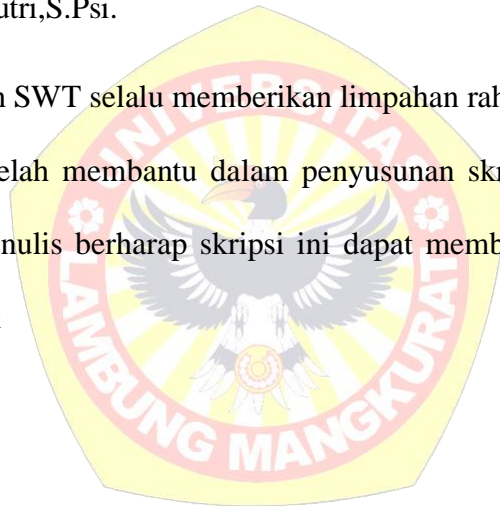 utri,S.Psi.
n SWT selalu memberikan limpahan rah
elah membantu dalam penyusunan skr
nulis berharap skripsi ini dapat memb
UNIVERSITAS
LAMBUNG MANGKURAT